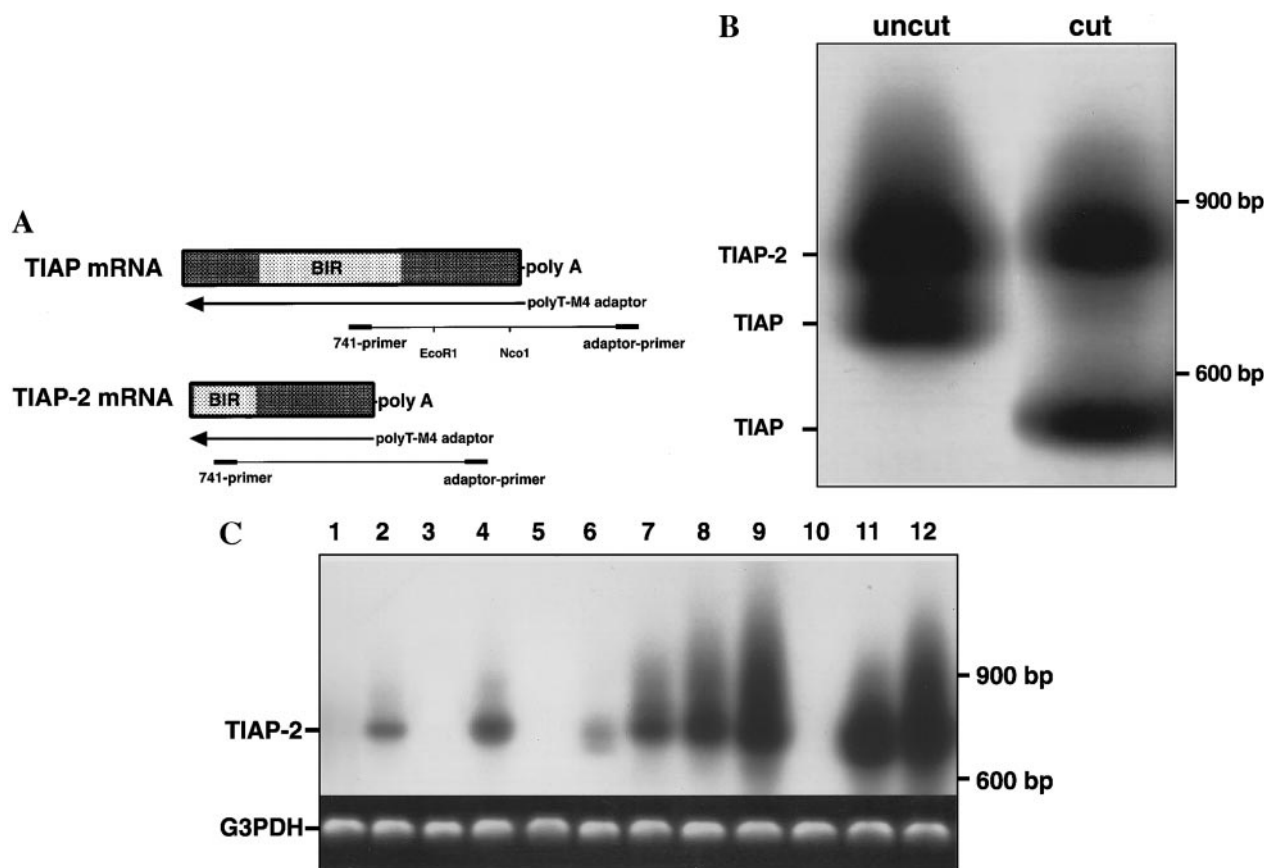 A
TIAP mRNA
BIR
poly A
polyT-M4 adaptor
741-primer
EcoR1
Nco1
adaptor-primer
TIAP-2 mRNA
BIR
poly A
polyT-M4 adaptor
741-primer
adaptor-primer
B
uncut cut
900 bp
TIAP-2
TIAP
600 bp
TIAP
C
1 2 3 4 5 6 7 8 9 10 11 12
900 bp
TIAP-2
600 bp
G3PDH